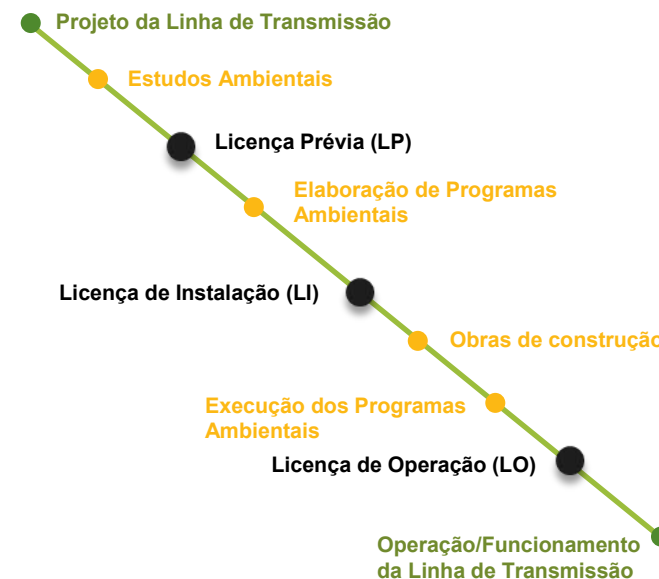 Projeto da Linha de Transmissão
Estudos Ambientais
Licença Prévia (LP)
Elaboração de Programas
Ambientais
Licença de Instalação (LI)
Obras de construção
Execução dos Programas
Ambientais
Licença de Operação (LO)
Operação/Funcionamento
da Linha de Transmissão